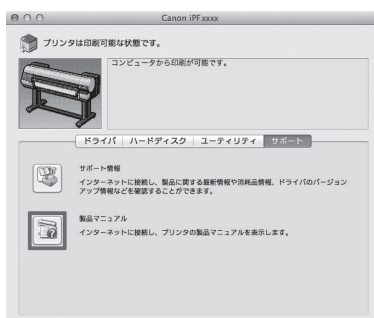 Canon iPFxxxx
プリンタは印刷可能な状態です。
コンピュータから印刷が可能です。
ドライバ ハードディスク ユーティリティ サポート
サポート情報
インターネットに接続し、製品に関する最新情報や消耗品情報、ドライバのバージョン
アップ情報などを確認することができます。
製品マニュアル
インターネットに接続し、プリンタの製品マニュアルを表示します。